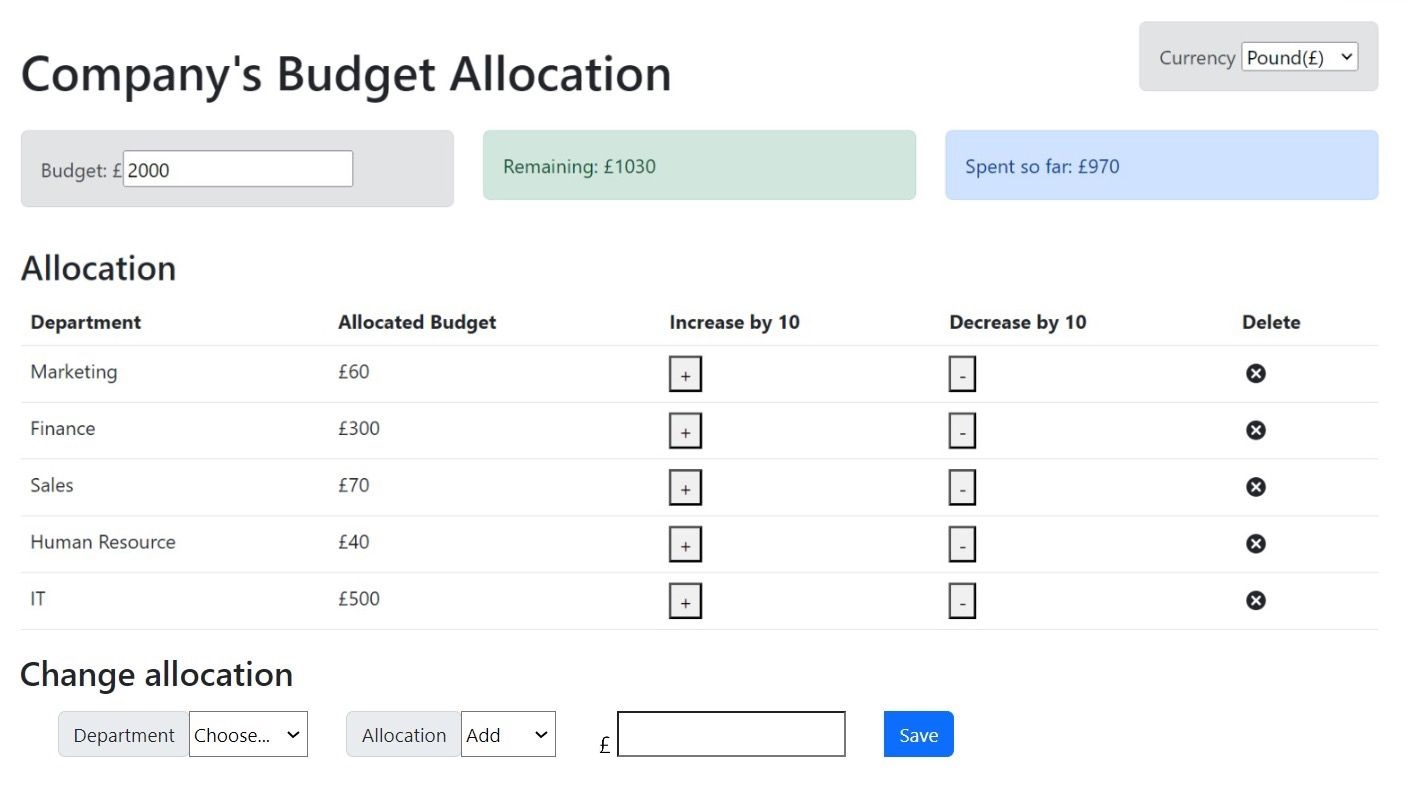 Company's Budget Allocation
Currency Pound(£)
Budget: £ 2000
Remaining: £1030
Spent so far: £970
Allocation
Department Allocated Budget Increase by 10 Decrease by 10 Delete
Marketing £60 + -
Finance £300 + -
Sales £70 + -
Human Resource £40 + -
IT £500 + -
Change allocation
Department Choose... Allocation Add £ Save